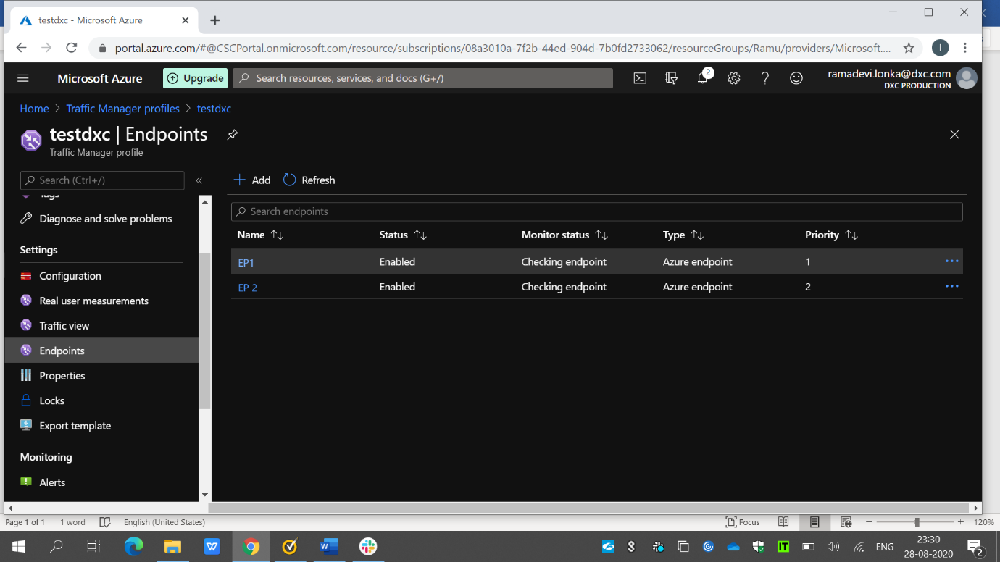 testdxc - Microsoft Azure
portal.azure.com/#@CSCPortal.onmicrosoft.com/resource/subscriptions/08a3010a-7f2b-44ed-904d-7b0fd2733062/resourceGroups/Ramu/providers/Microsoft....
I
Microsoft Azure
Upgrade
Search resources, services, and docs (G+/)
2
ramadevi.lonka@dxc.com
DXC PRODUCTION
Home > Traffic Manager profiles > testdxc
testdxc | Endpoints
Traffic Manager profile
Search (Ctrl+/)
«
Add
Refresh
Tags
Diagnose and solve problems
Settings
Configuration
Real user measurements
Traffic view
Endpoints
Properties
Locks
Export template
Monitoring
Alerts
Search endpoints
Name Status Monitor status Type Priority
EP1 Enabled Checking endpoint Azure endpoint 1 ...
EP 2 Enabled Checking endpoint Azure endpoint 2 ...
Page 1 of 1 1 word English (United States) Focus 120%
ENG
23:30
28-08-2020
2